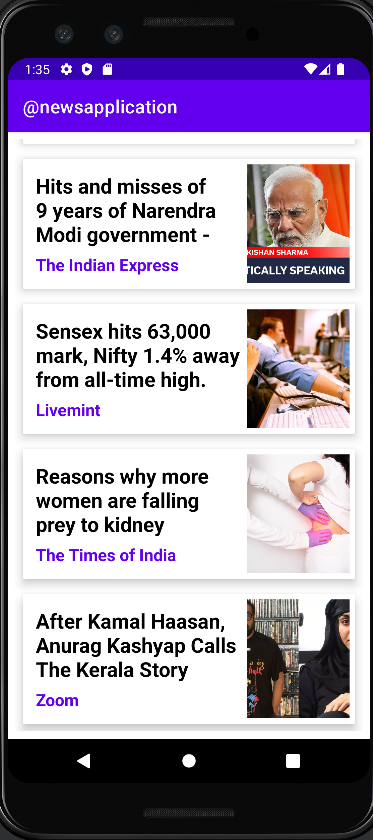 1:35
@newsapplication
Hits and misses of
9 years of Narendra
Modi government -
The Indian Express
KISHAN SHARMA
TICALLY SPEAKING
Sensex hits 63,000
mark, Nifty 1.4% away
from all-time high.
Livemint
Reasons why more
women are falling
prey to kidney
The Times of India
After Kamal Haasan,
Anurag Kashyap Calls
The Kerala Story
Zoom